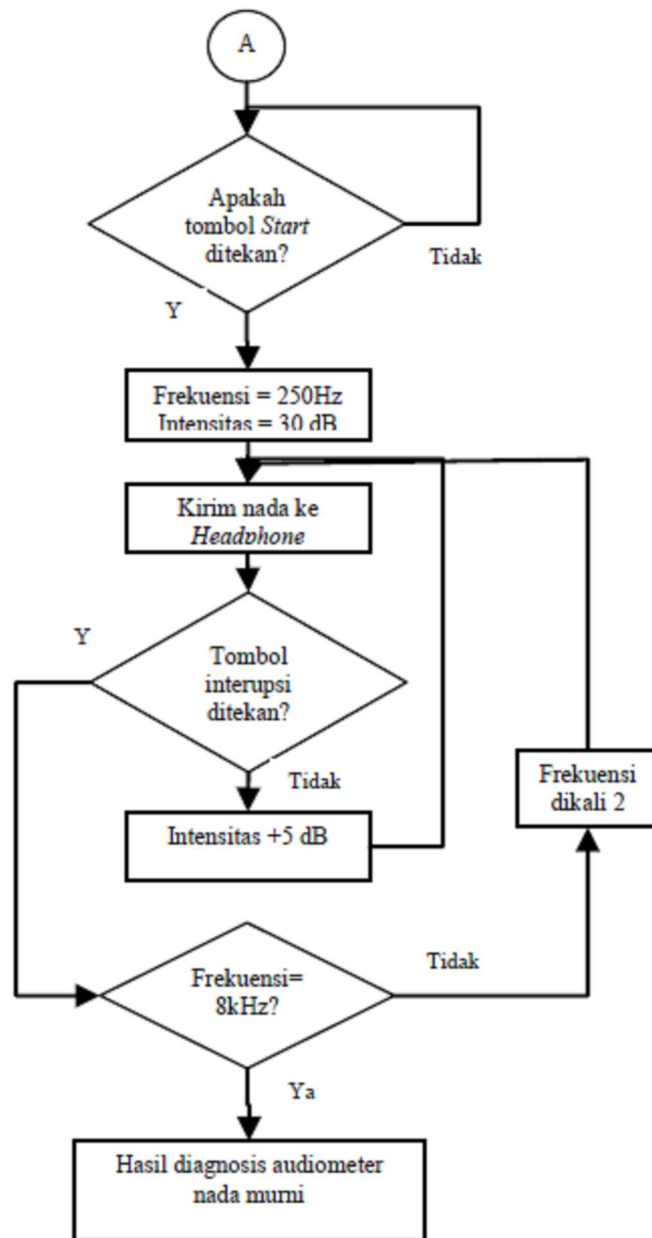 A
Apakah
tombol Start
ditekan?
Tidak
Y
Frekuensi = 250Hz
Intensitas = 30 dB
Kirim nada ke
Headphone
Y
Tombol
interupsi
ditekan?
Tidak
Frekuensi
dikali 2
Intensitas +5 dB
Frekuensi=
8kHz?
Tidak
Ya
Hasil diagnosis audiometer
nada murni